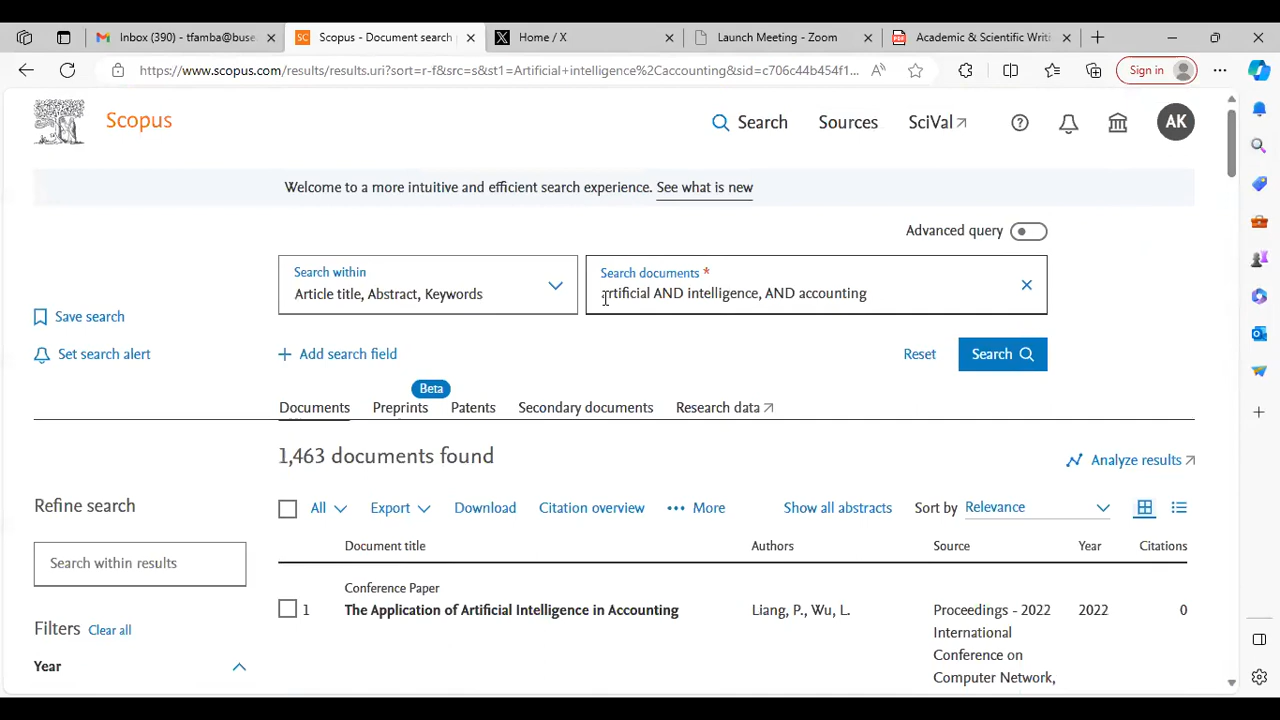 Inbox (390) - tfamba@buse
Scopus - Document search
Home / X
Launch Meeting - Zoom
Academic & Scientific Writi
https://www.scopus.com/results/results.uri?sort=r-f&src=s&st1=Artificial+intelligence%2Caccounting&sid=c706c44b454f1...
Sign in
Scopus
Search
Sources
SciVal
AK
Welcome to a more intuitive and efficient search experience. See what is new
Advanced query
Search within
Article title, Abstract, Keywords
Search documents *
artificial AND intelligence, AND accounting
Save search
Set search alert
Add search field
Reset
Search
Beta
Documents
Preprints
Patents
Secondary documents
Research data
1,463 documents found
Analyze results
Refine search
Search within results
Filters Clear all
Year
All
Export
Download
Citation overview
More
Show all abstracts
Sort by Relevance
Document title
Authors
Source
Year
Citations
Conference Paper
1
The Application of Artificial Intelligence in Accounting
Liang, P., Wu, L.
Proceedings - 2022
International
Conference on
Computer Network,
2022
0